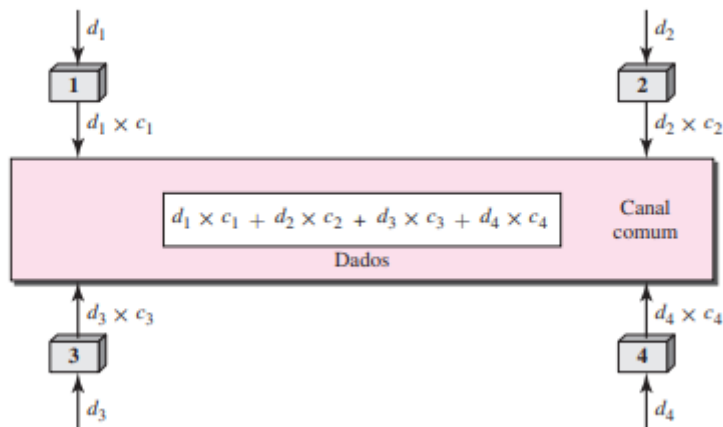 d₁ d₂
1 2
d₁ × c₁ d₂ × c₂
d₁ × c₁ + d₂ × c₂ + d₃ × c₃ + d₄ × c₄
Canal
comum
Dados
d₃ × c₃ d₄ × c₄
3 4
d₃ d₄